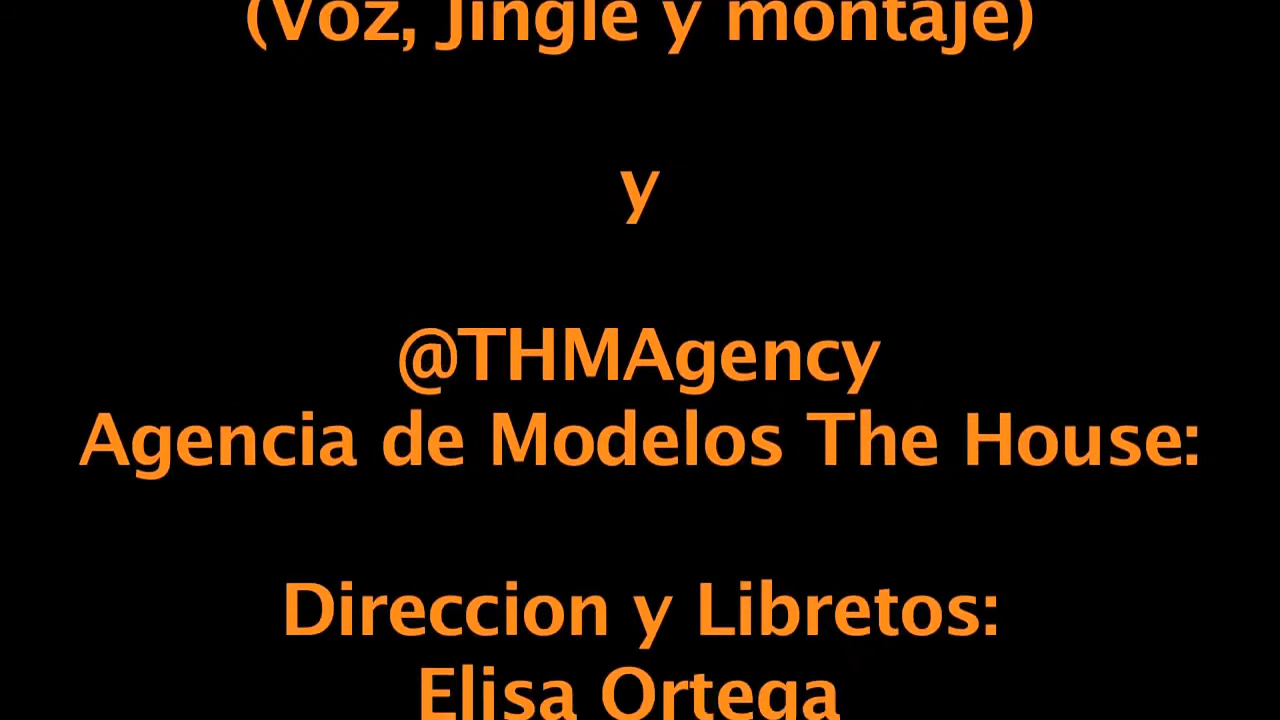 (Voz, Jingle y montaje)
y
@THMAgency
Agencia de Modelos The House:
Direccion y Libretos:
Elisa Ortega